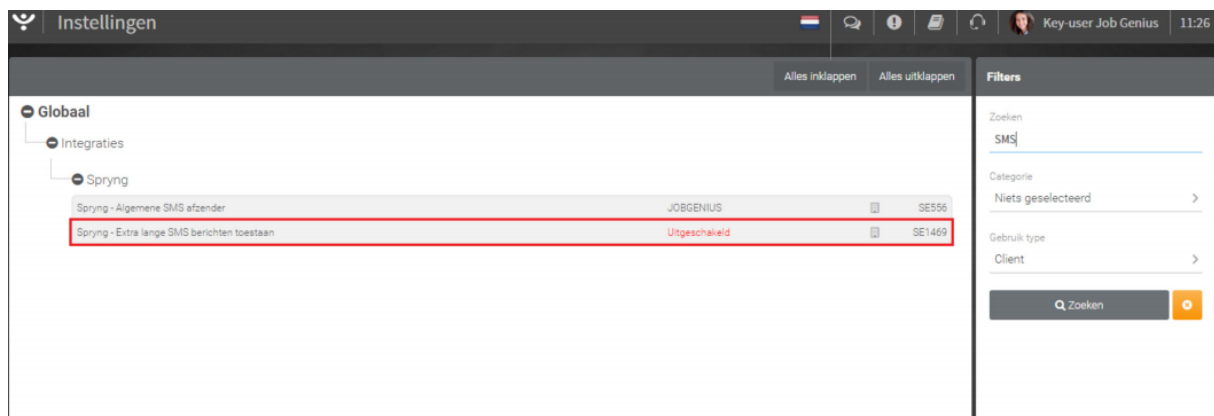 Instellingen
Key-user Job Genius
11:26
Alles inklappen
Alles uitklappen
Filters
Globaal
Integraties
Spryng
Spryng - Algemene SMS afzender JOBGENIUS SE556
Spryng - Extra lange SMS berichten toestaan Uitgeschakeld SE1469
Zoeken
SMS
Categorie
Niets geselecteerd
Gebruik type
Client
Zoeken